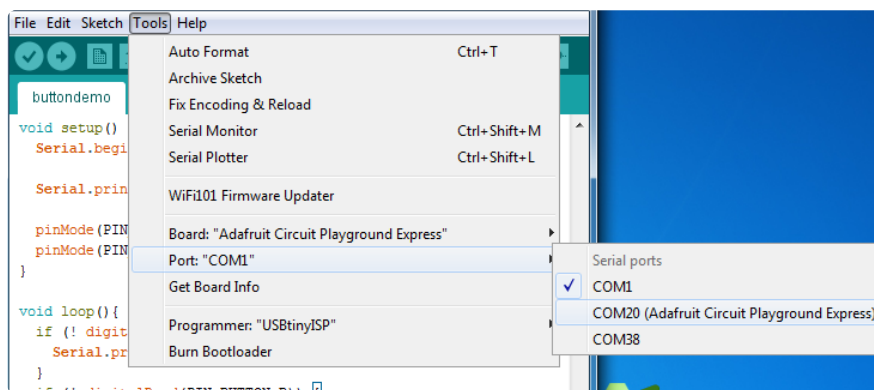 File Edit Sketch Tools Help
Auto Format Ctrl+T
Archive Sketch
Fix Encoding & Reload
Serial Monitor Ctrl+Shift+M
Serial Plotter Ctrl+Shift+L
WiFi101 Firmware Updater
Board: "Adafruit Circuit Playground Express"
Port: "COM1"
Get Board Info
Programmer: "USBtinyISP"
Burn Bootloader
Serial ports
COM1
COM20 (Adafruit Circuit Playground Express)
COM38
buttondemo
void setup()
Serial.begi
Serial.prin
pinMode(PIN
pinMode(PIN
}
void loop(){
if (! digit
Serial.pr
}